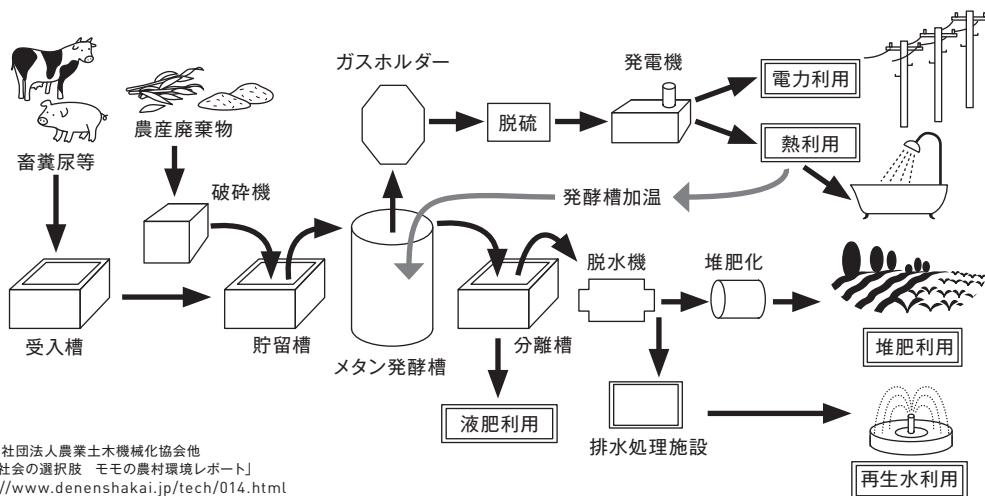 ガスホルダー
発電機
電力利用
脱硫
農産廃棄物
畜糞尿等
熱利用
破砕機
発酵槽加温
脱水機
堆肥化
受入槽
貯留槽
メタン発酵槽
分離槽
堆肥利用
液肥利用
排水処理施設
再生水利用
社団法人農業土木機械化協会他
社会の選択肢 モモの農村環境レポート」
//www.denenshakai.jp/tech/014.html